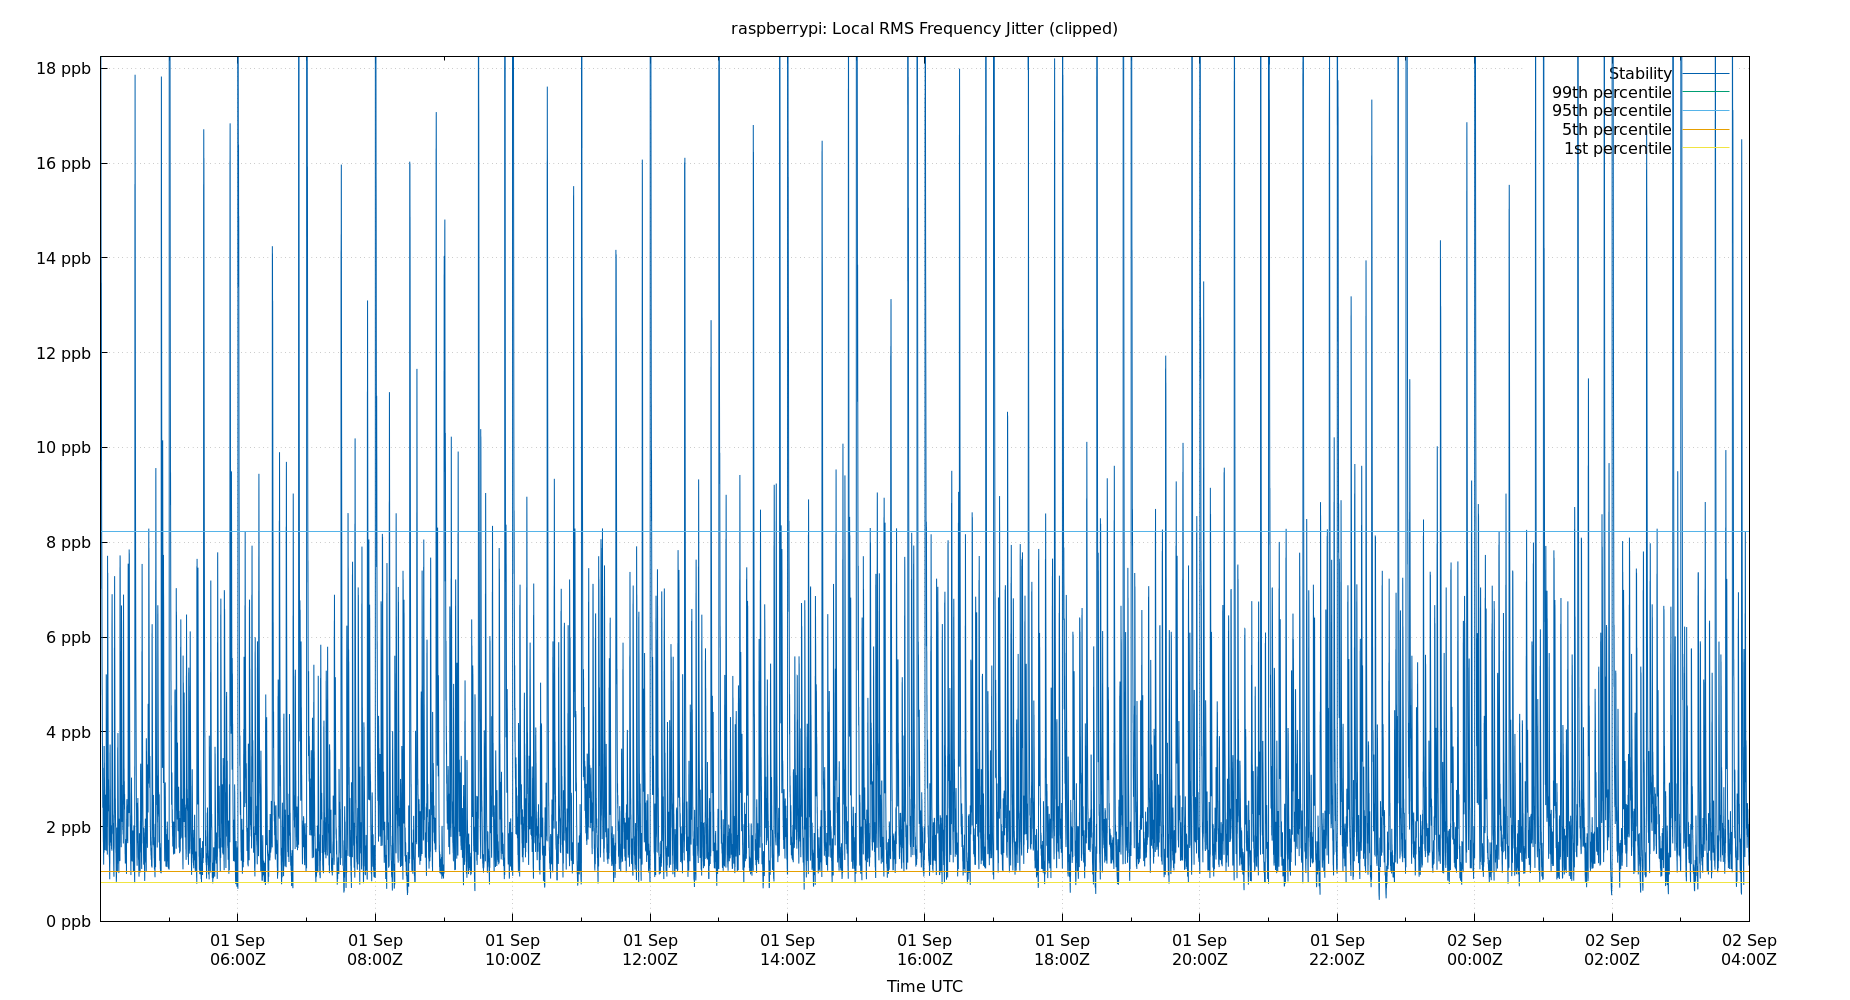 raspberrypi: Local RMS Frequency Jitter (clipped)
18 ppb
16 ppb
14 ppb
12 ppb
10 ppb
8 ppb
6 ppb
4 ppb
2 ppb
0 ppb
Stability
99th percentile
95th percentile
5th percentile
1st percentile
01 Sep 01 Sep 01 Sep 01 Sep 01 Sep 01 Sep 01 Sep 01 Sep 01 Sep 02 Sep 02 Sep 02 Sep
06:00Z 08:00Z 10:00Z 12:00Z 14:00Z 16:00Z 18:00Z 20:00Z 22:00Z 00:00Z 02:00Z 04:00Z
Time UTC